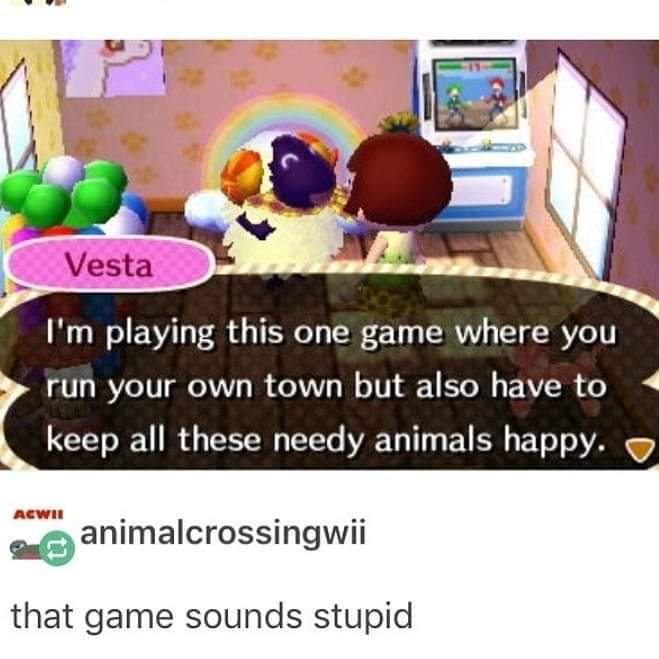 Vesta
I'm playing this one game where you
run your own town but also have to
keep all these needy animals happy.
ACWII
animalcrossingwii
that game sounds stupid